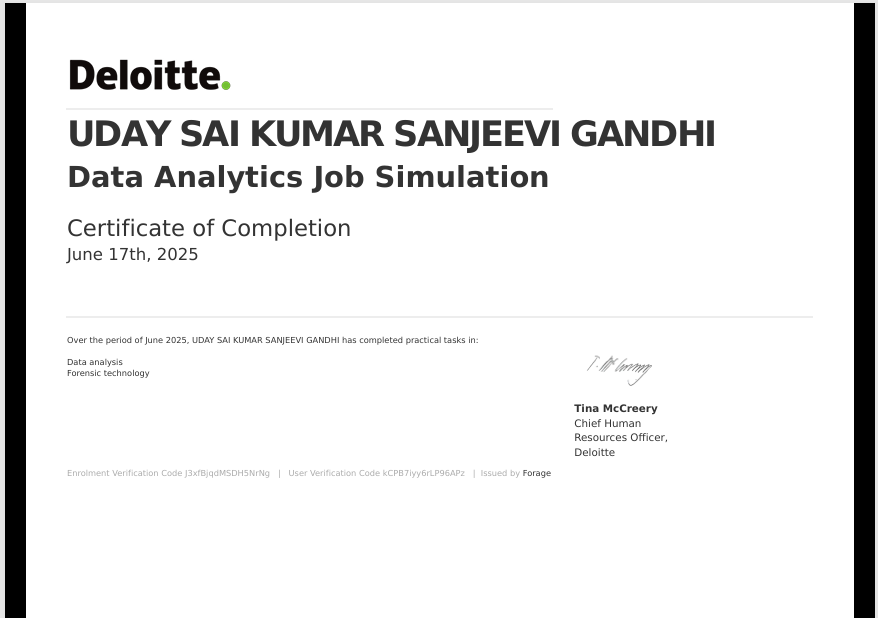 Deloitte.
UDAY SAI KUMAR SANJEEVI GANDHI
Data Analytics Job Simulation
Certificate of Completion
June 17th, 2025
Over the period of June 2025, UDAY SAI KUMAR SANJEEVI GANDHI has completed practical tasks in:
Data analysis
Forensic technology
T. McCreery
Tina McCreery
Chief Human
Resources Officer,
Deloitte
Enrolment Verification Code J3xfBjqdMSDH5NrNg | User Verification Code kCPB7iyy6rLP96APz | Issued by Forage